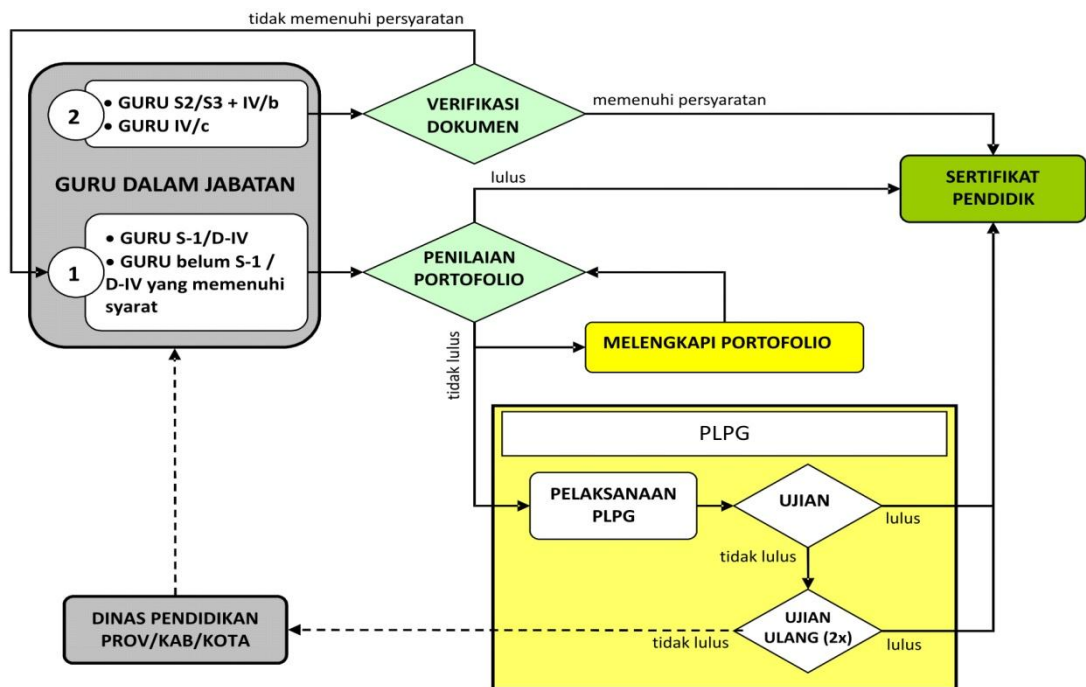 tidak memenuhi persyaratan
2
• GURU S2/S3 + IV/b
• GURU IV/c
VERIFIKASI
DOKUMEN
memenuhi persyaratan
GURU DALAM JABATAN
lulus
SERTIFIKAT
PENDIDIK
1
• GURU S-1/D-IV
• GURU belum S-1 /
D-IV yang memenuhi
syarat
PENILAIAN
PORTOFOLIO
tidak lulus
MELENGKAPI PORTOFOLIO
PLPG
PELAKSANAAN
PLPG
UJIAN
lulus
tidak lulus
DINAS PENDIDIKAN
PROV/KAB/KOTA
UJIAN
ULANG (2x)
tidak lulus
lulus